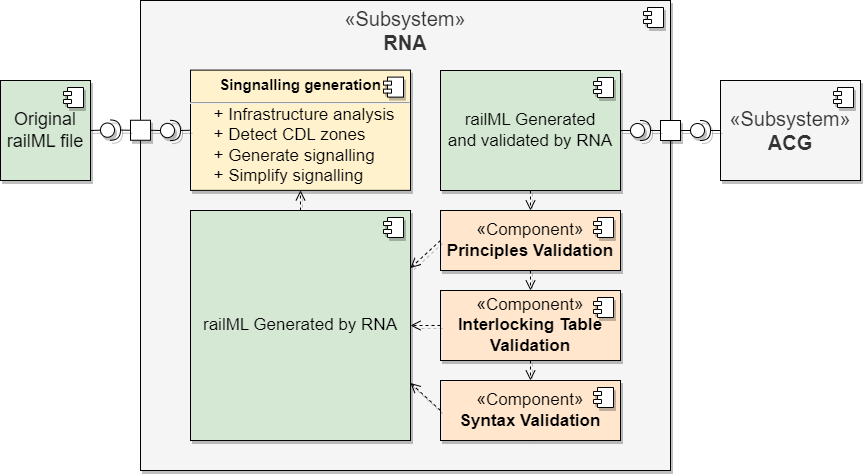 «Subsystem»
RNA
Original
railML file
Singnalling generation
+ Infrastructure analysis
+ Detect CDL zones
+ Generate signalling
+ Simplify signalling
railML Generated
and validated by RNA
«Subsystem»
ACG
railML Generated by RNA
«Component»
Principles Validation
«Component»
Interlocking Table
Validation
«Component»
Syntax Validation